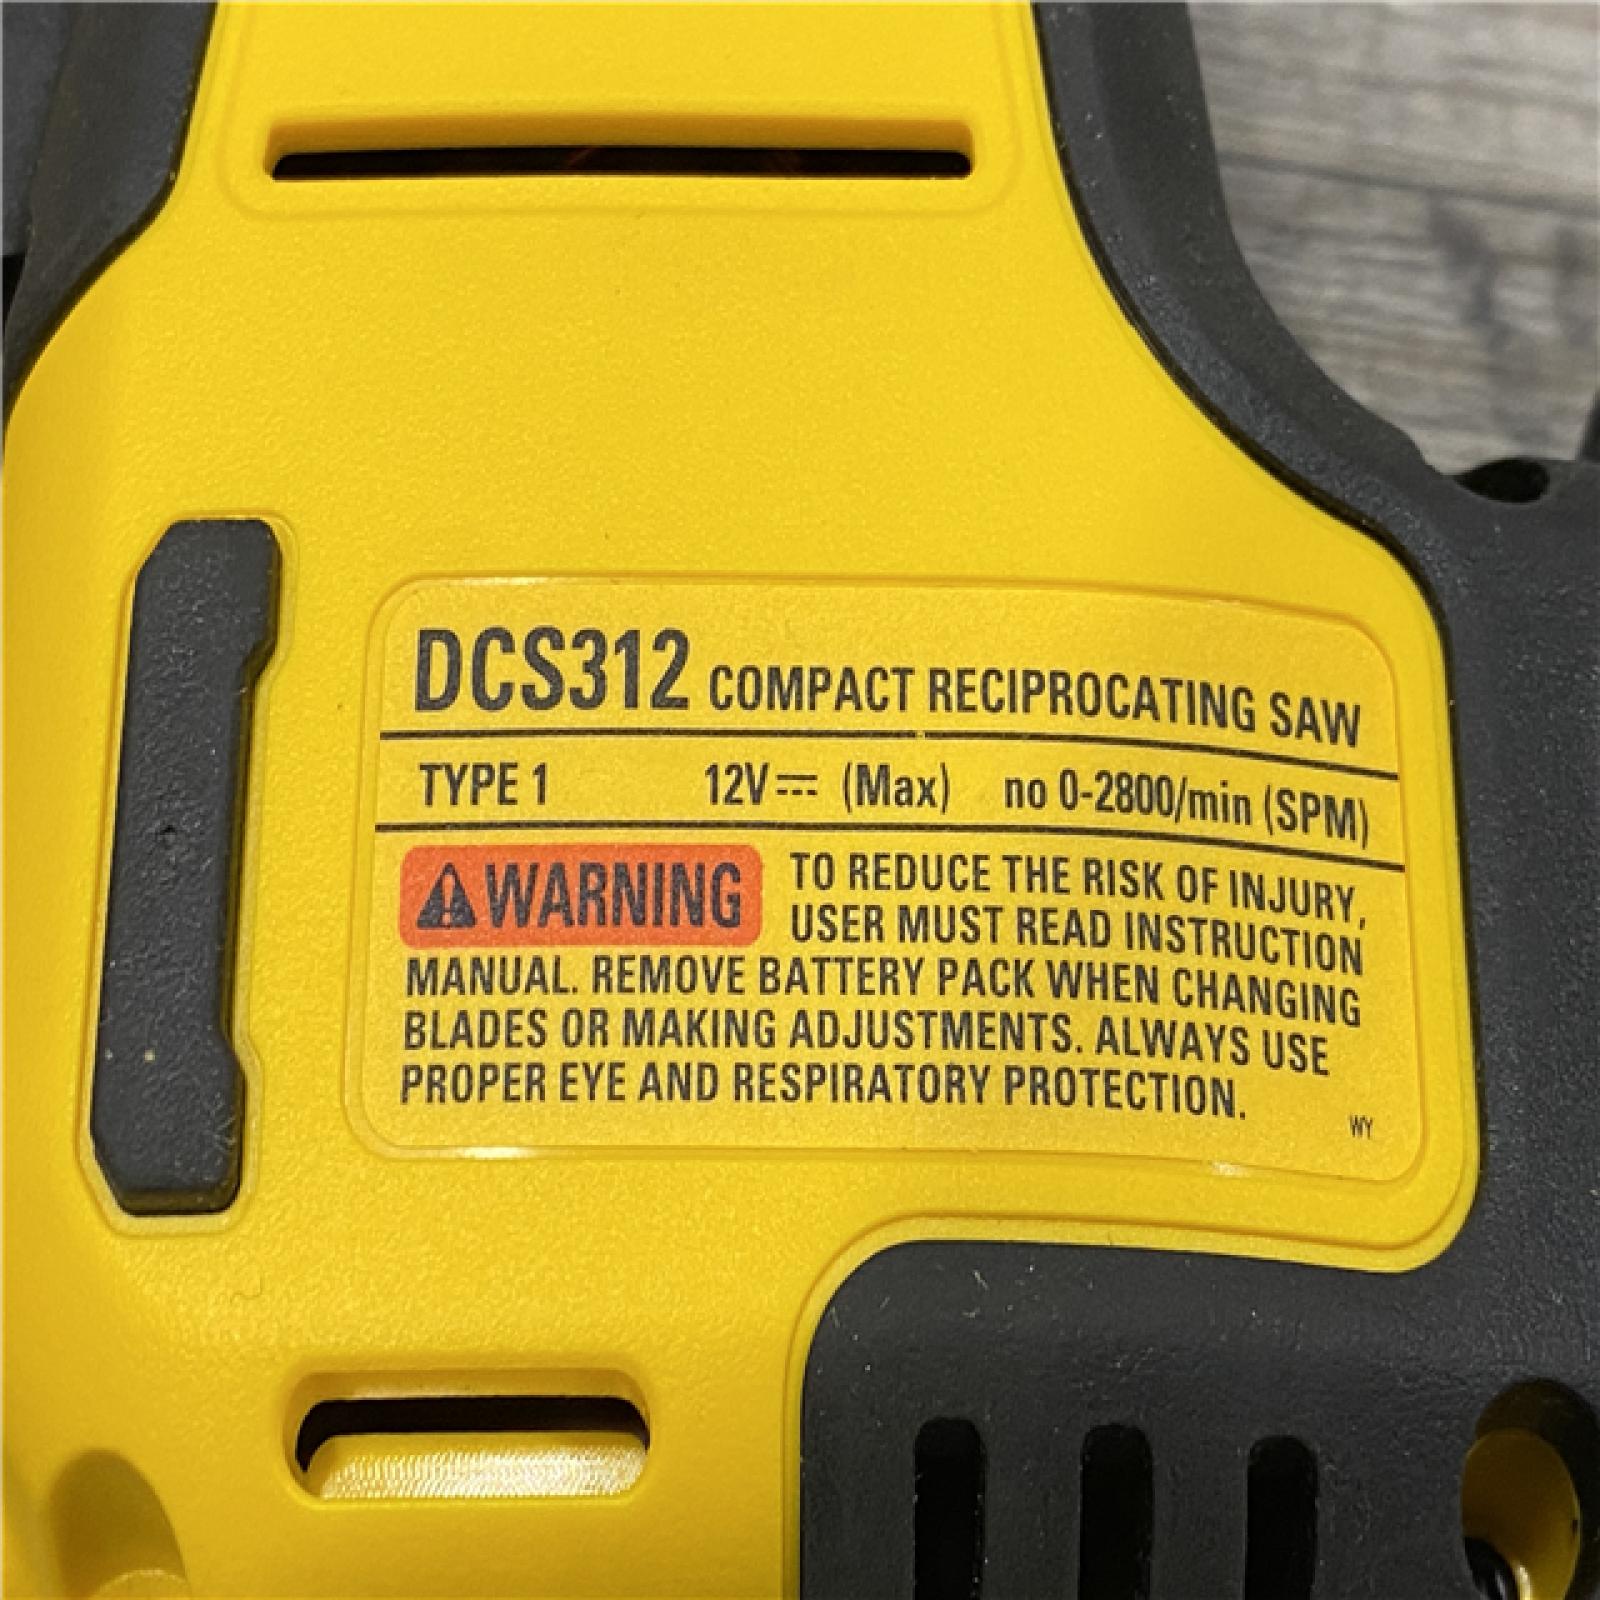 DCS312 COMPACT RECIPROCATING SAW
TYPE 1 12V⎓ (Max) no 0-2800/min (SPM)
⚠WARNING TO REDUCE THE RISK OF INJURY,
USER MUST READ INSTRUCTION
MANUAL. REMOVE BATTERY PACK WHEN CHANGING
BLADES OR MAKING ADJUSTMENTS. ALWAYS USE
PROPER EYE AND RESPIRATORY PROTECTION.
WY